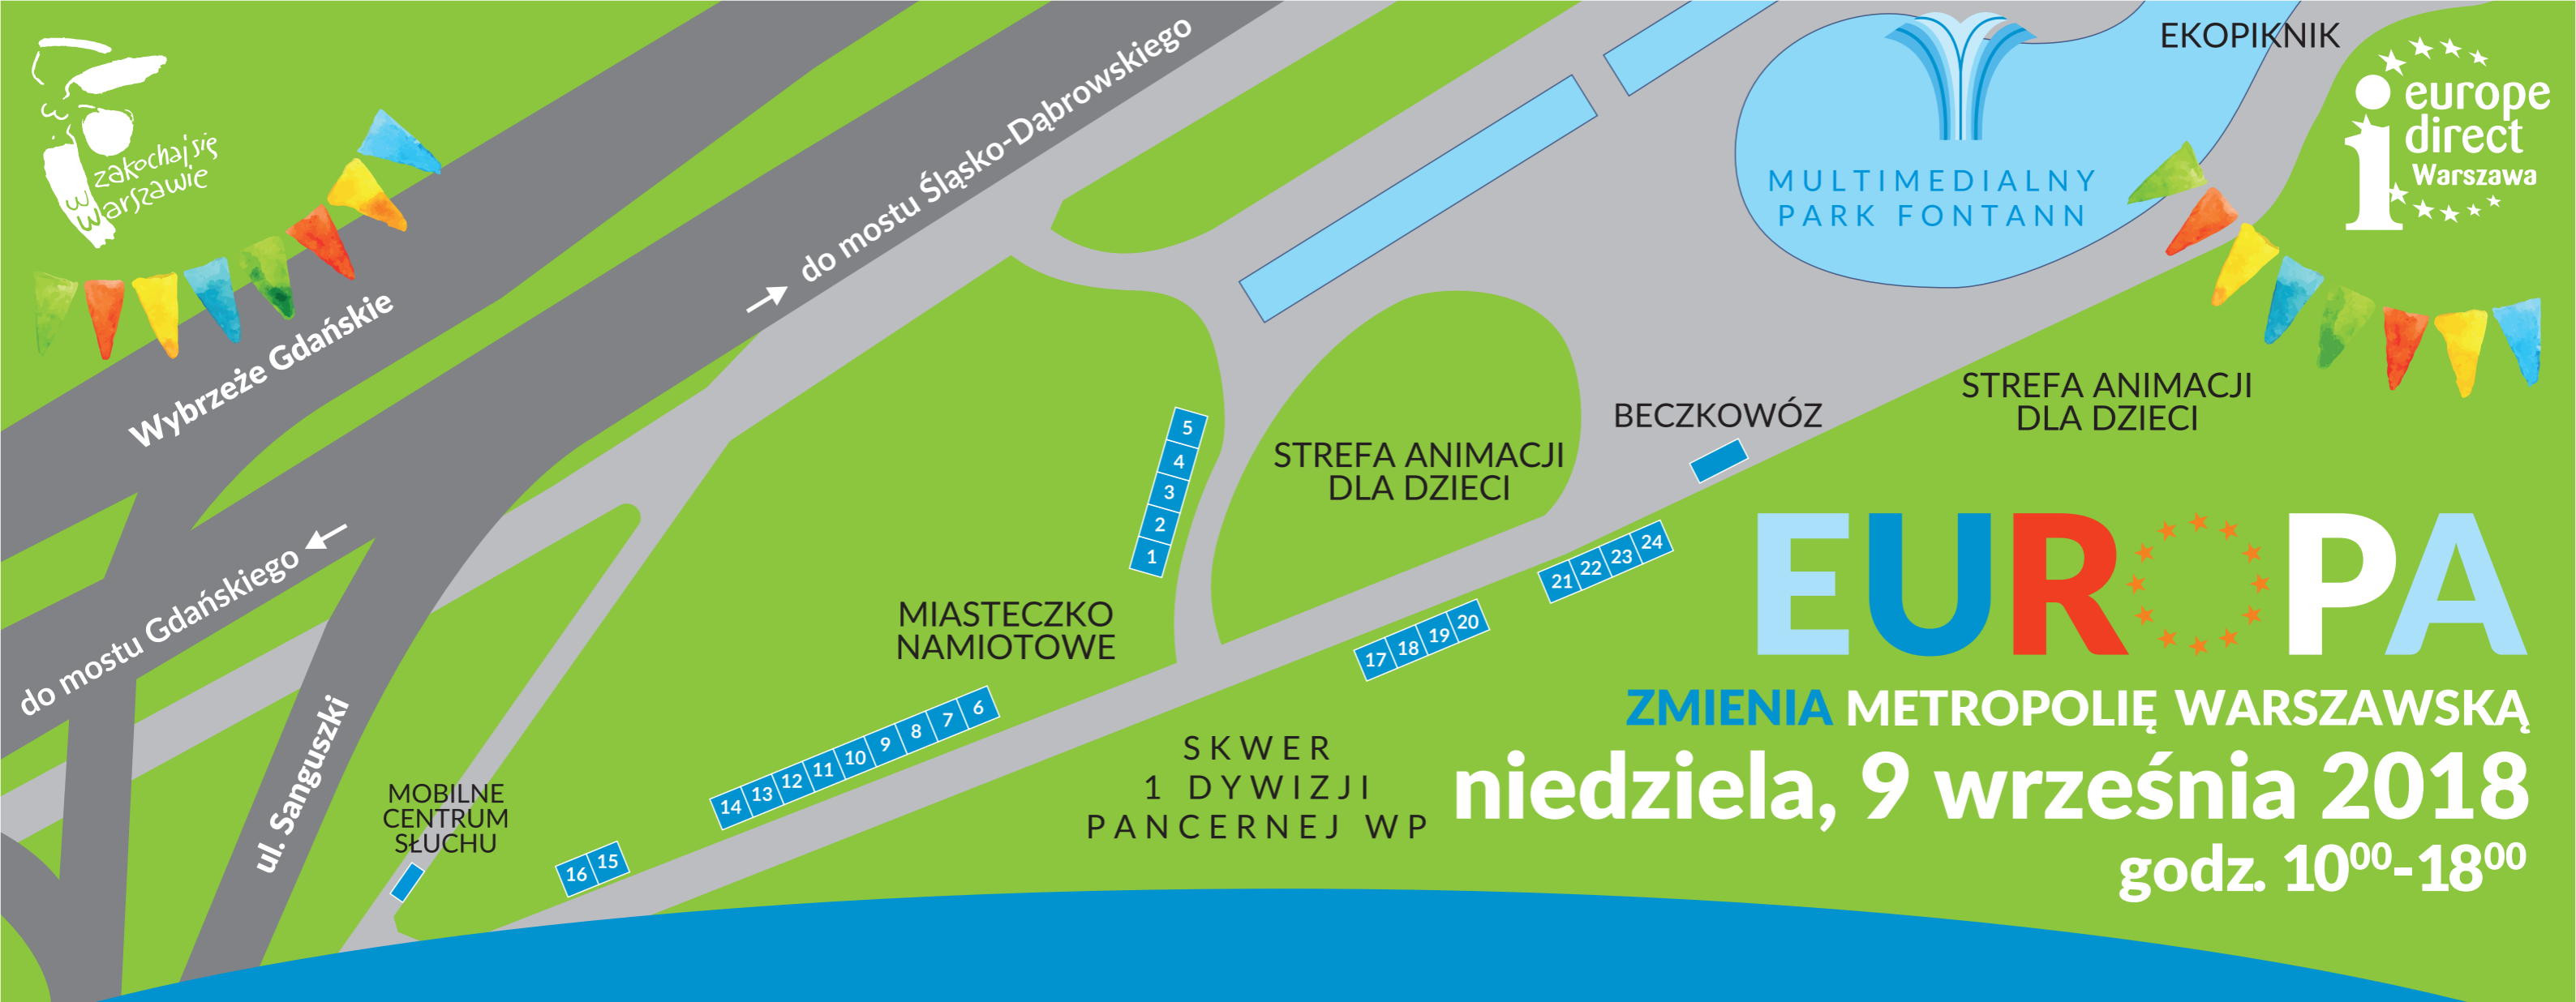 zakochaj się
w
Warszawie
Wybrzeże Gdańskie
do mostu Śląsko-Dąbrowskiego
do mostu Gdańskiego
ul. Sanguszki
MULTIMEDIALNY
PARK FONTANN
EKOPIKNIK
europe
direct
Warszawa
STREFA ANIMACJI
DLA DZIECI
BECZKOWÓZ
STREFA ANIMACJI
DLA DZIECI
5
4
3
2
1
MIASTECZKO
NAMIOTOWE
21 22 23 24
17 18 19 20
14 13 12 11 10 9 8 7 6
16 15
MOBILNE
CENTRUM
SŁUCHU
SKWER
1 DYWIZJI
PANCERNEJ WP
EUROPA
ZMIENIA METROPOLIĘ WARSZAWSKĄ
niedziela, 9 września 2018
godz. 10⁰⁰-18⁰⁰